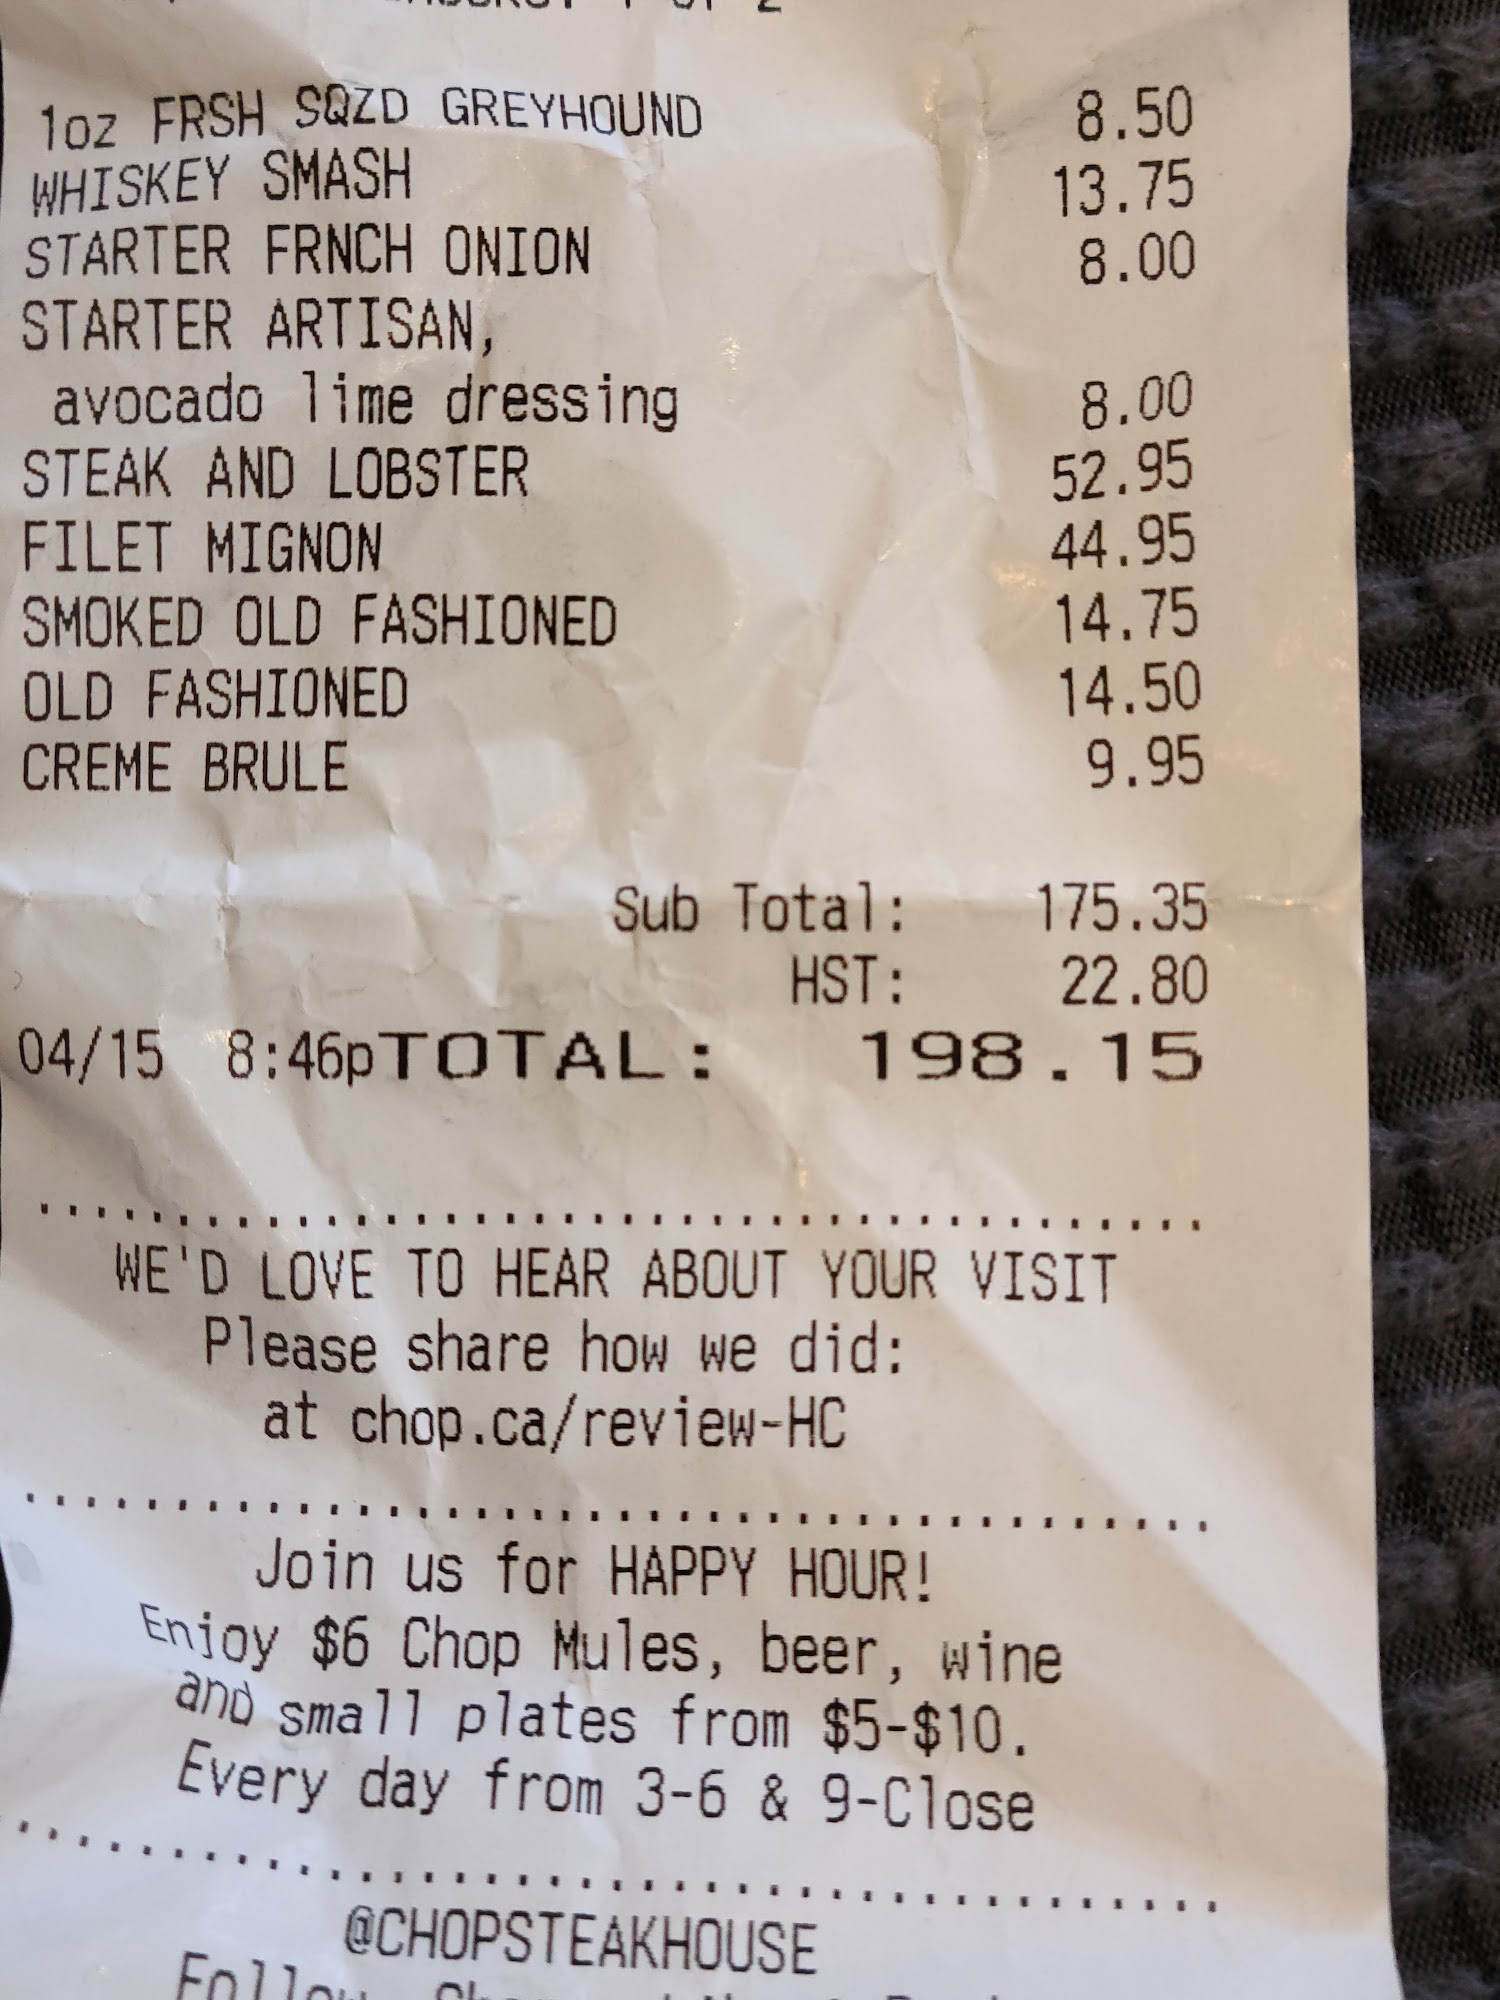 1oz FRSH SQZD GREYHOUND 8.50
WHISKEY SMASH 13.75
STARTER FRNCH ONION 8.00
STARTER ARTISAN,
avocado lime dressing 8.00
STEAK AND LOBSTER 52.95
FILET MIGNON 44.95
SMOKED OLD FASHIONED 14.75
OLD FASHIONED 14.50
CREME BRULE 9.95
Sub Total: 175.35
HST: 22.80
04/15 8:46pTOTAL: 198.15
WE'D LOVE TO HEAR ABOUT YOUR VISIT
Please share how we did:
at chop.ca/review-HC
Join us for HAPPY HOUR!
Enjoy $6 Chop Mules, beer, wine
and small plates from $5-$10.
Every day from 3-6 & 9-Close
@CHOPSTEAKHOUSE
Follow